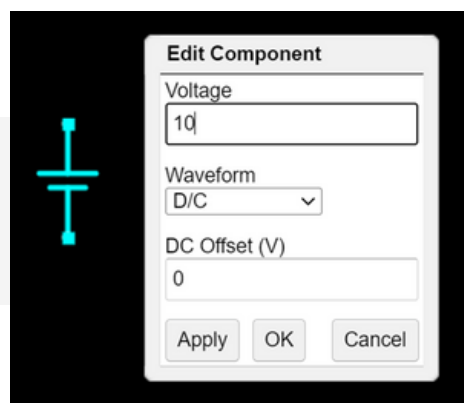 Edit Component
Voltage
10
Waveform
D/C
DC Offset (V)
0
Apply OK Cancel